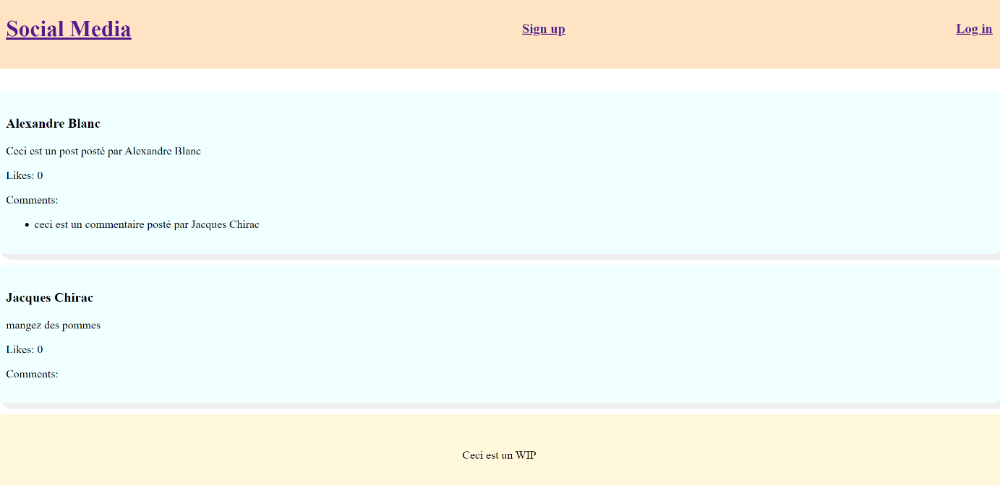 Social Media
Sign up
Log in
Alexandre Blanc
Ceci est un post posté par Alexandre Blanc
Likes: 0
Comments:
ceci est un commentaire posté par Jacques Chirac
Jacques Chirac
mangez des pommes
Likes: 0
Comments:
Ceci est un WIP